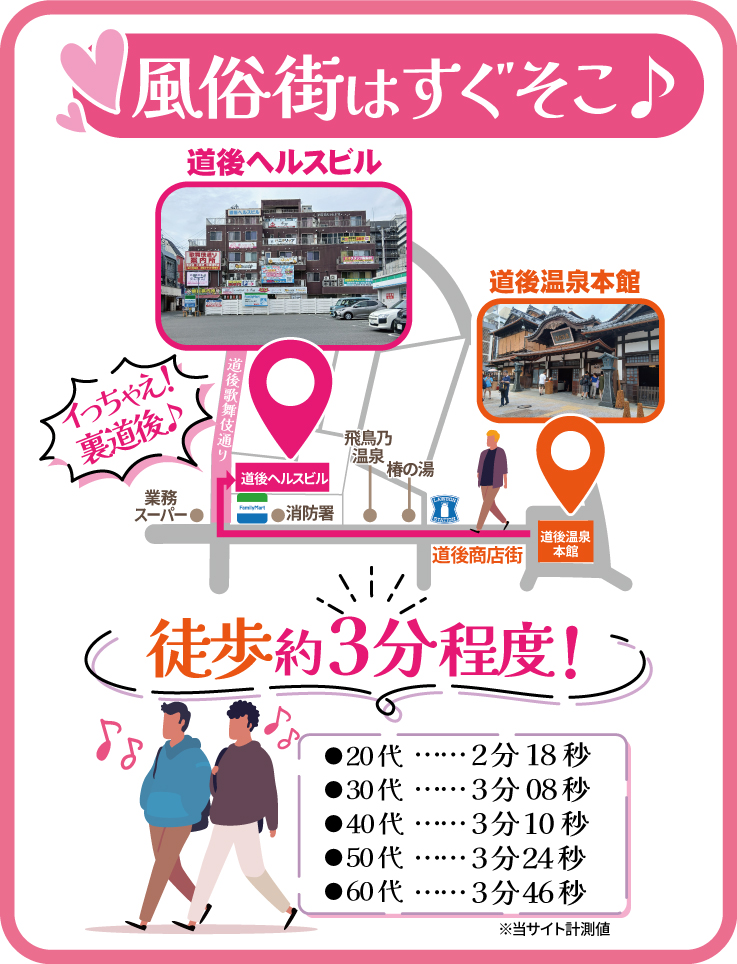 風俗街はすぐそこ♪
道後ヘルスビル
道後温泉本館
イっちゃえ!
裏道後♪
道後歌舞伎通り
道後ヘルスビル
飛鳥乃
温泉
椿の湯
業務
スーパー
FamilyMart
消防署
LAWSON
STATION
道後商店街
道後温泉
本館
徒歩約3分程度!
●20代 ……2分18秒
●30代 ……3分08秒
●40代 ……3分10秒
●50代 ……3分24秒
●60代 ……3分46秒
※当サイト計測値